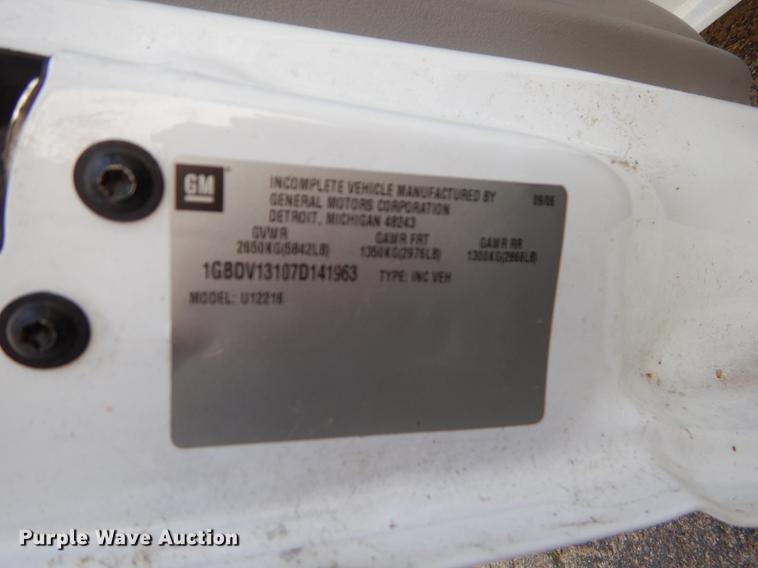 GM
INCOMPLETE VEHICLE MANUFACTURED BY 09/06
GENERAL MOTORS CORPORATION
DETROIT, MICHIGAN 48243
GVWR GAWR FRT GAWR RR
2650KG(5842LB) 1350KG(2976LB) 1300KG(2866LB)
1GBDV13107D141963 TYPE: INC VEH
MODEL: U12216
Purple Wave Auction